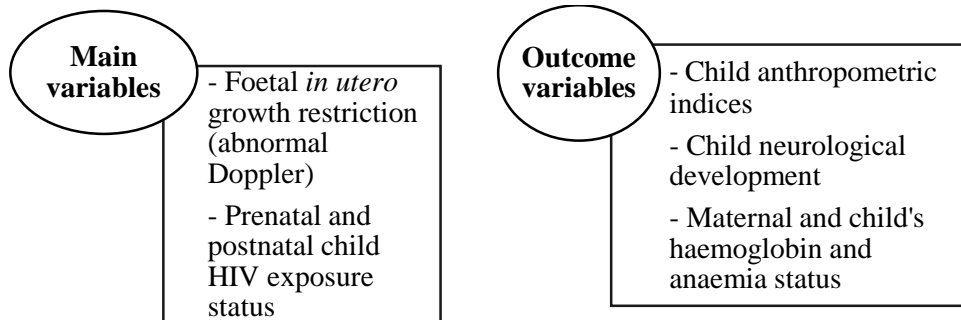 Main
variables
- Foetal in utero
growth restriction
(abnormal
Doppler)
- Prenatal and
postnatal child
HIV exposure
status
Outcome
variables
- Child anthropometric
indices
- Child neurological
development
- Maternal and child's
haemoglobin and
anaemia status